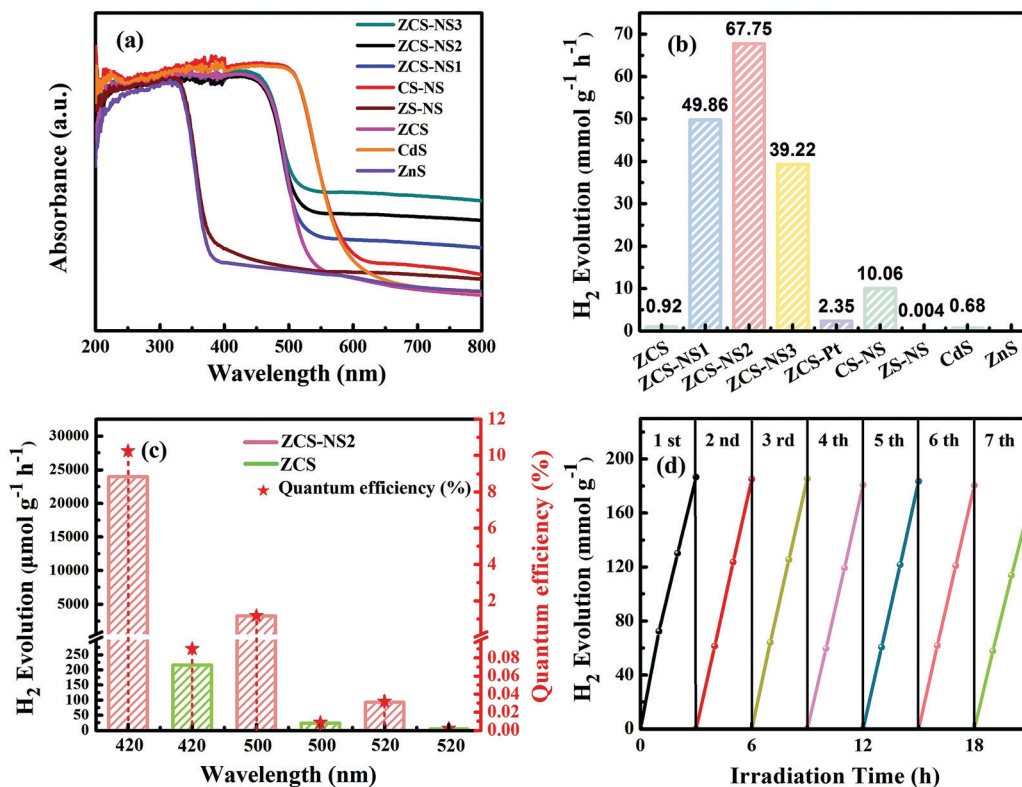 (a)
ZCS-NS3
ZCS-NS2
ZCS-NS1
CS-NS
ZS-NS
ZCS
CdS
ZnS
Absorbance (a.u.)
200 300 400 500 600 700 800
Wavelength (nm)
(b)
H2 Evolution (mmol g-1 h-1)
70
60
50
40
30
20
10
0
0.92
49.86
67.75
39.22
2.35
10.06
0.004
0.68
ZCS
ZCS-NS1
ZCS-NS2
ZCS-NS3
ZCS-Pt
CS-NS
ZS-NS
CdS
ZnS
(c)
ZCS-NS2
ZCS
Quantum efficiency (%)
H2 Evolution (μmol g-1 h-1)
30000
25000
20000
15000
10000
5000
250
200
150
100
50
0
Quantum efficiency (%)
12
10
8
6
4
2
0.08
0.06
0.04
0.02
0.00
420 420 500 500 520 520
Wavelength (nm)
(d)
1 st 2 nd 3 rd 4 th 5 th 6 th 7 th
H2 Evolution (mmol g-1)
200
160
120
80
40
0
0 6 12 18
Irradiation Time (h)